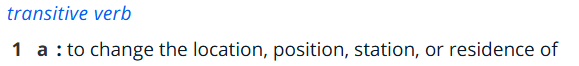 transitive verb
1 a : to change the location, position, station, or residence of